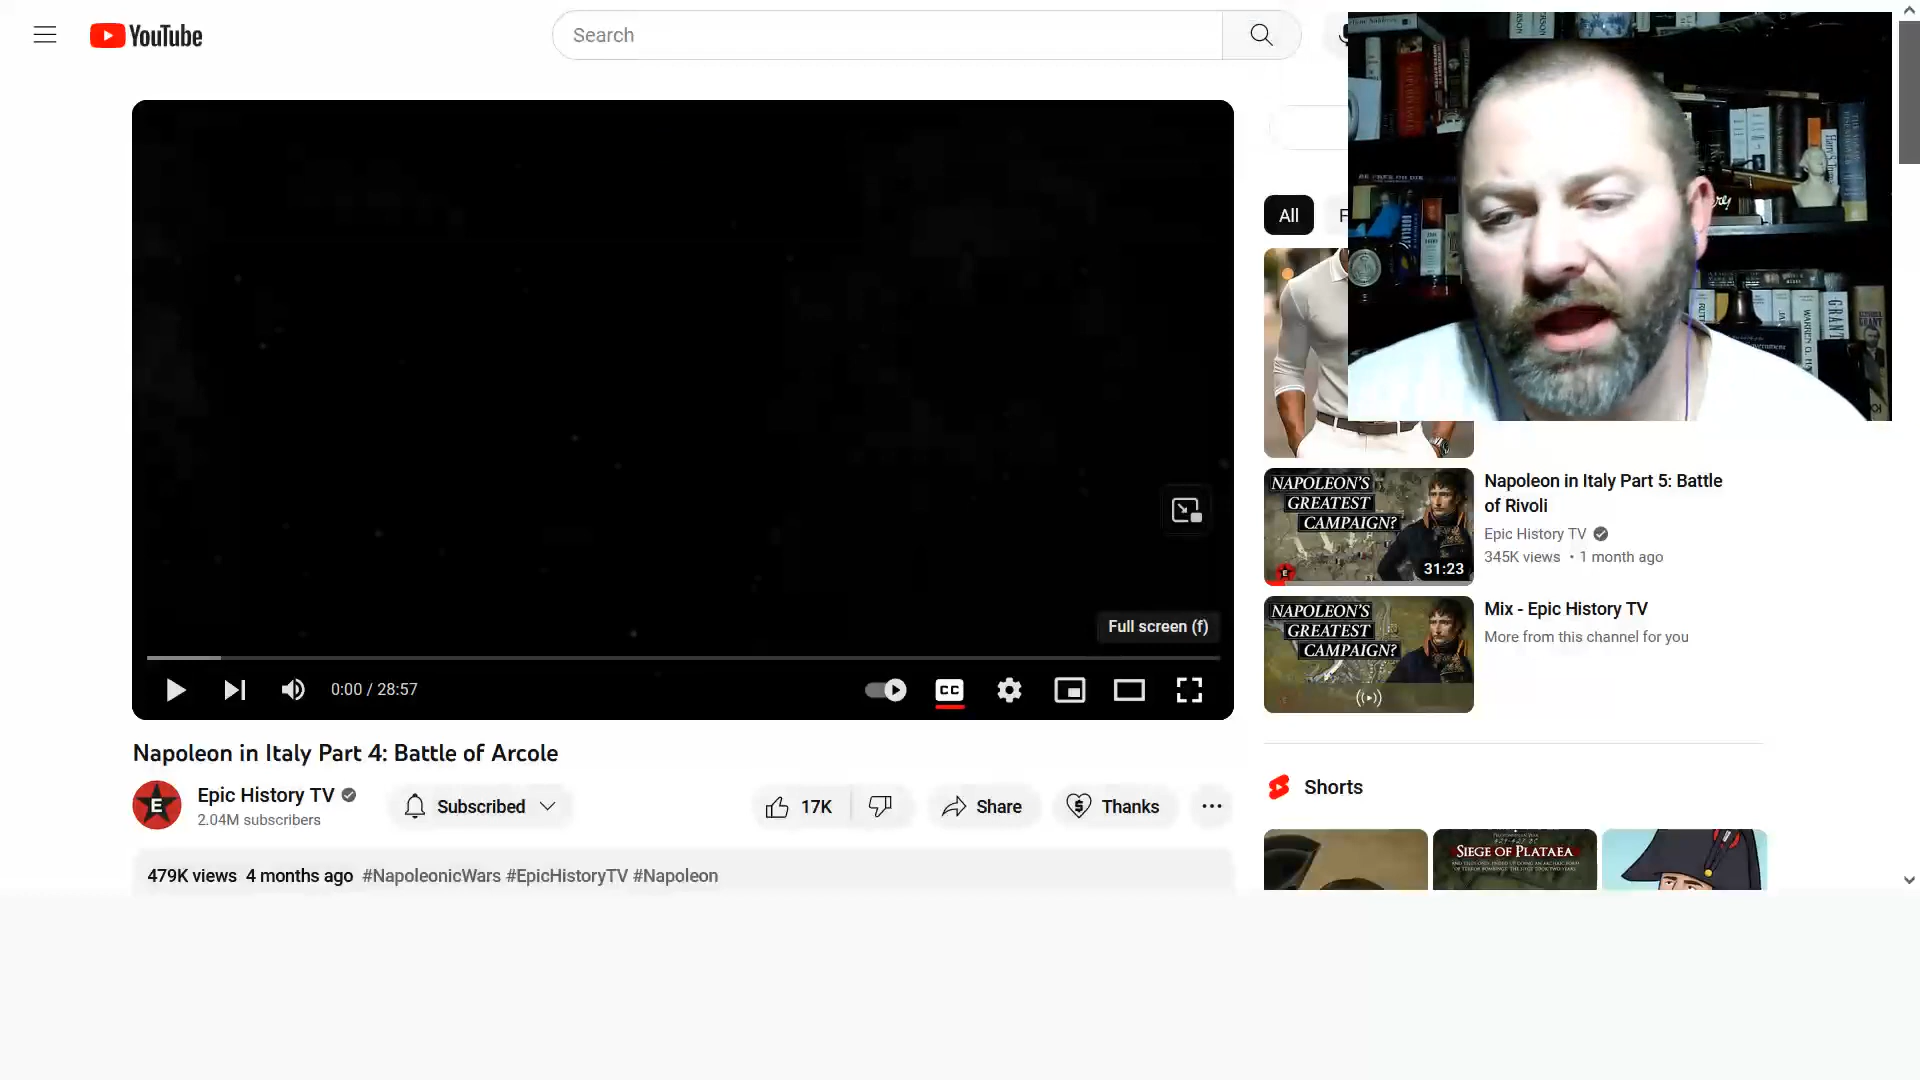 YouTube
Search
All
Full screen (f)
0:00 / 28:57
CC
Napoleon in Italy Part 4: Battle of Arcole
E
Epic History TV
2.04M subscribers
Subscribed
17K
Share
Thanks
479K views 4 months ago #NapoleonicWars #EpicHistoryTV #Napoleon
NAPOLEON'S
GREATEST
CAMPAIGN?
31:23
Napoleon in Italy Part 5: Battle
of Rivoli
Epic History TV
345K views • 1 month ago
NAPOLEON'S
GREATEST
CAMPAIGN?
Mix - Epic History TV
More from this channel for you
Shorts
SIEGE OF PLATAEA
GRANT
GRANT